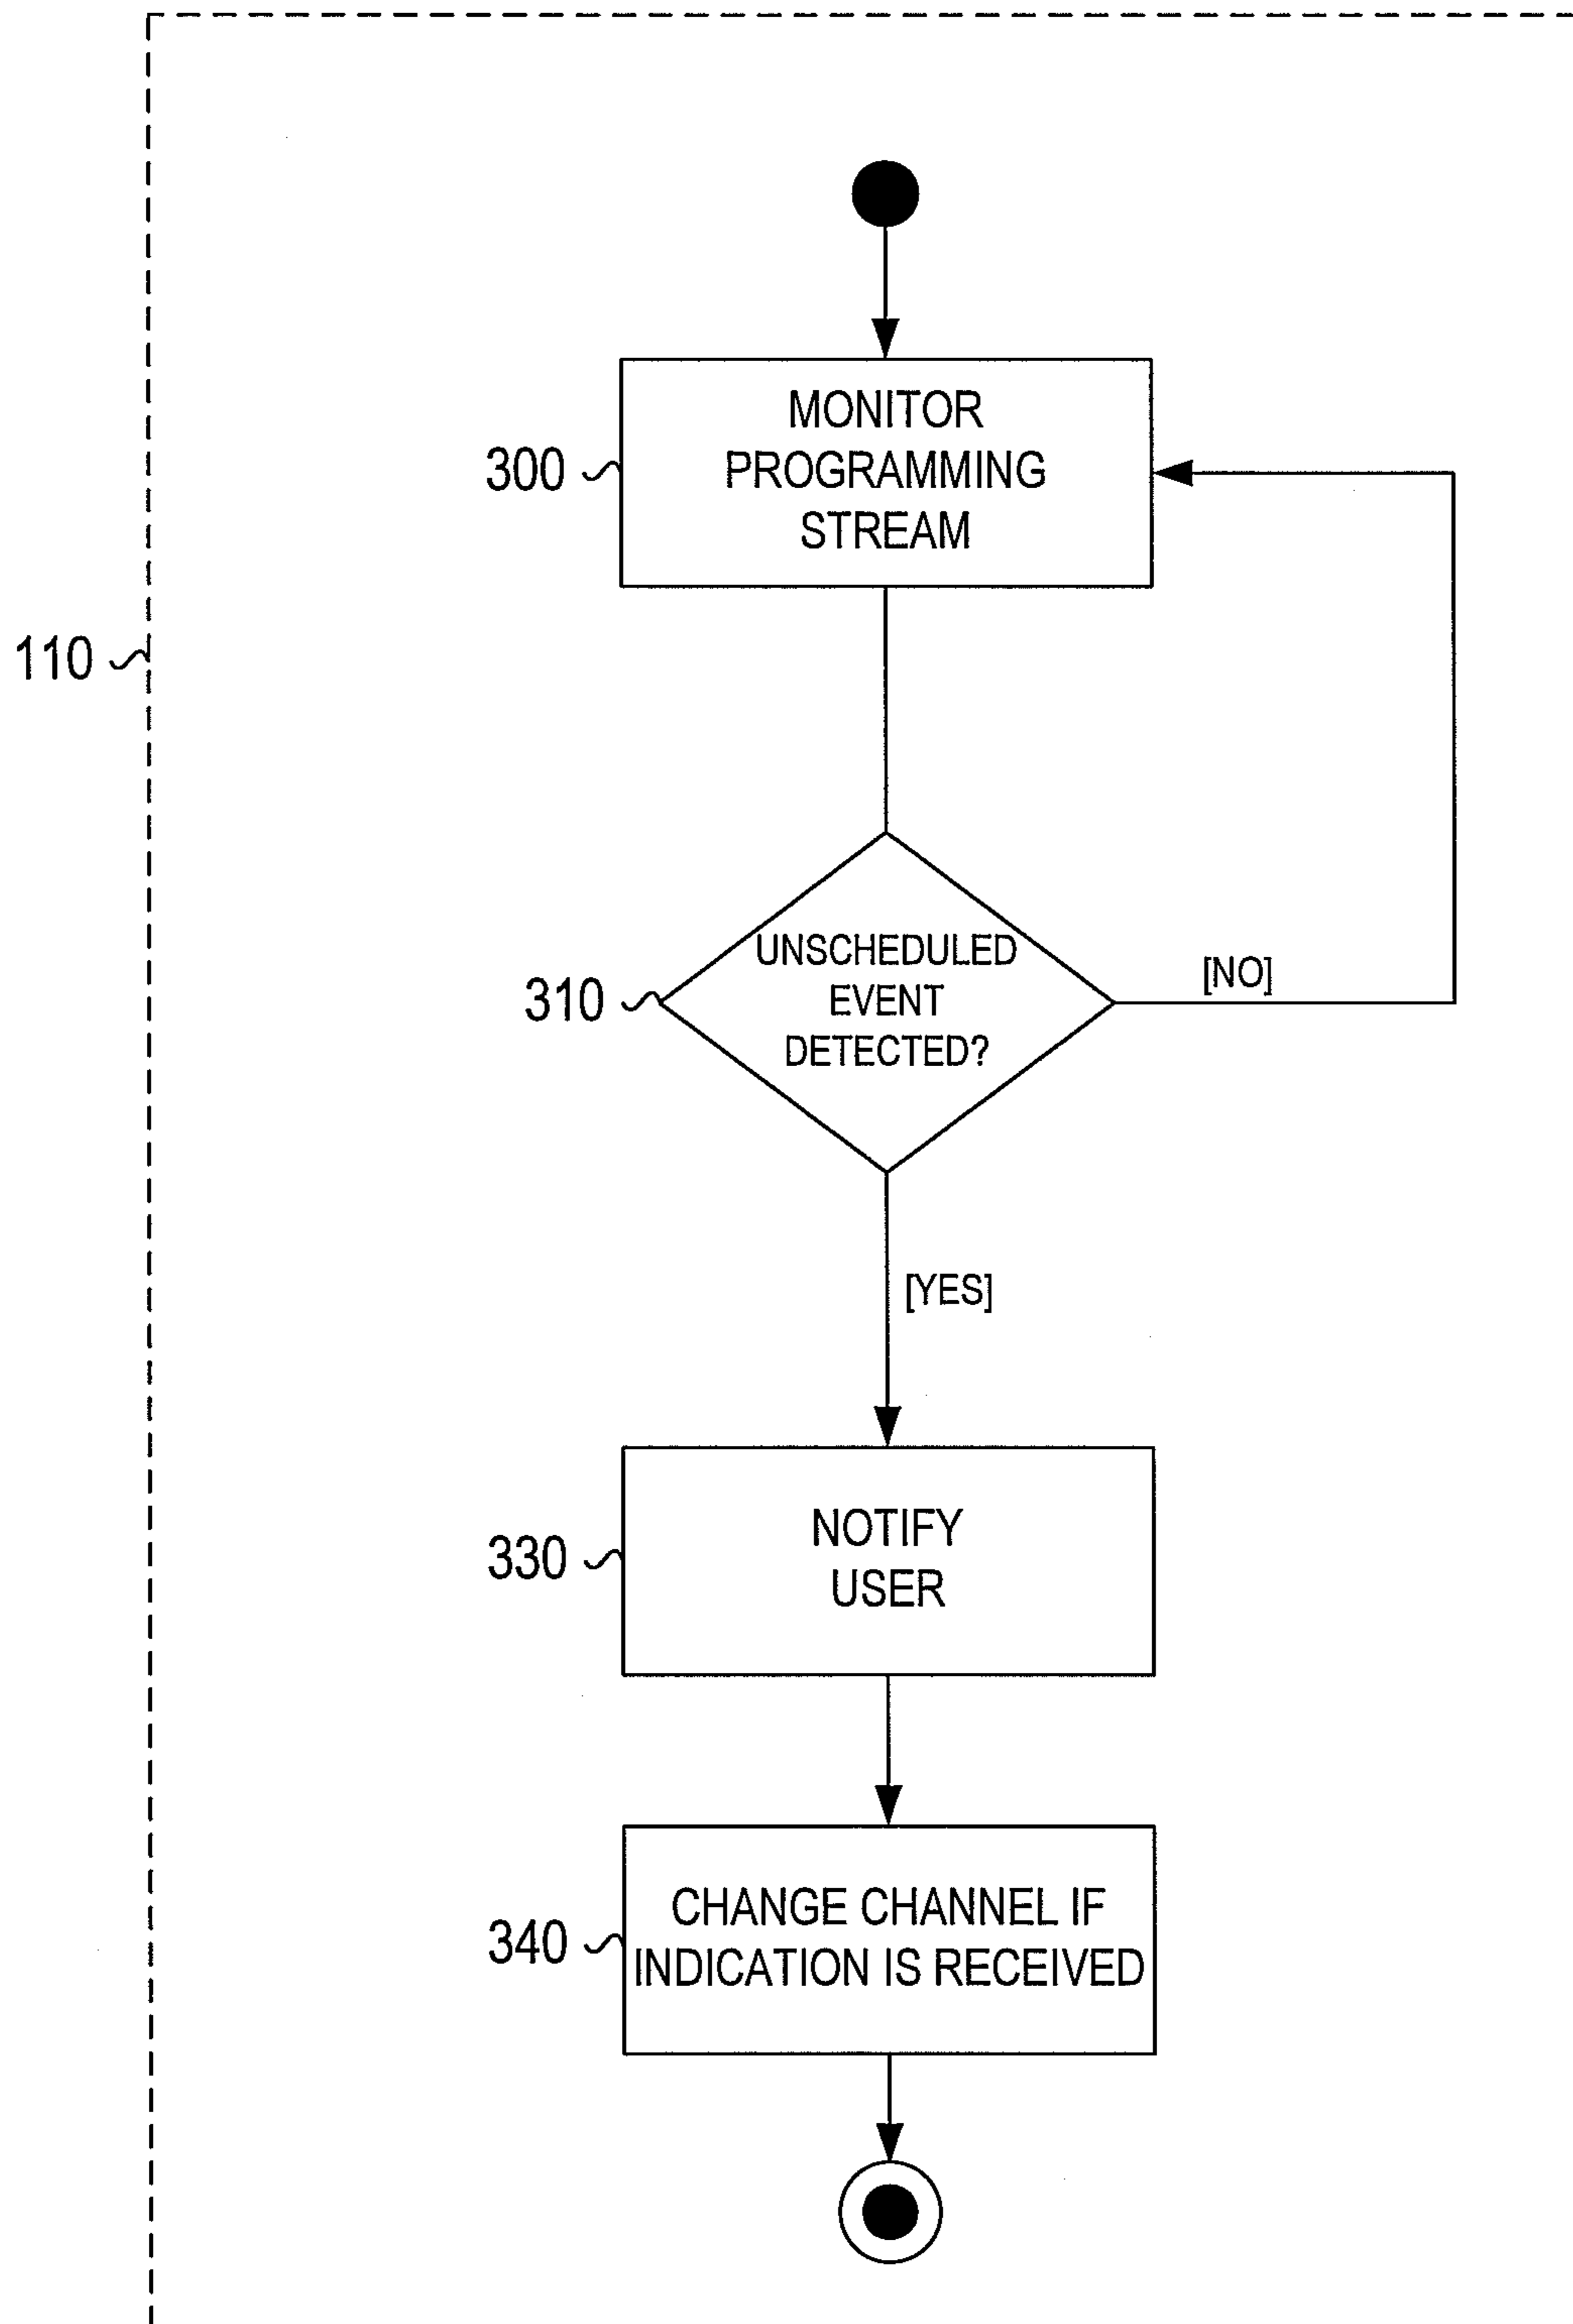 MONITOR
PROGRAMMING
STREAM
300
110
UNSCHEDULED
EVENT
DETECTED?
310
[NO]
[YES]
NOTIFY
USER
330
CHANGE CHANNEL IF
INDICATION IS RECEIVED
340